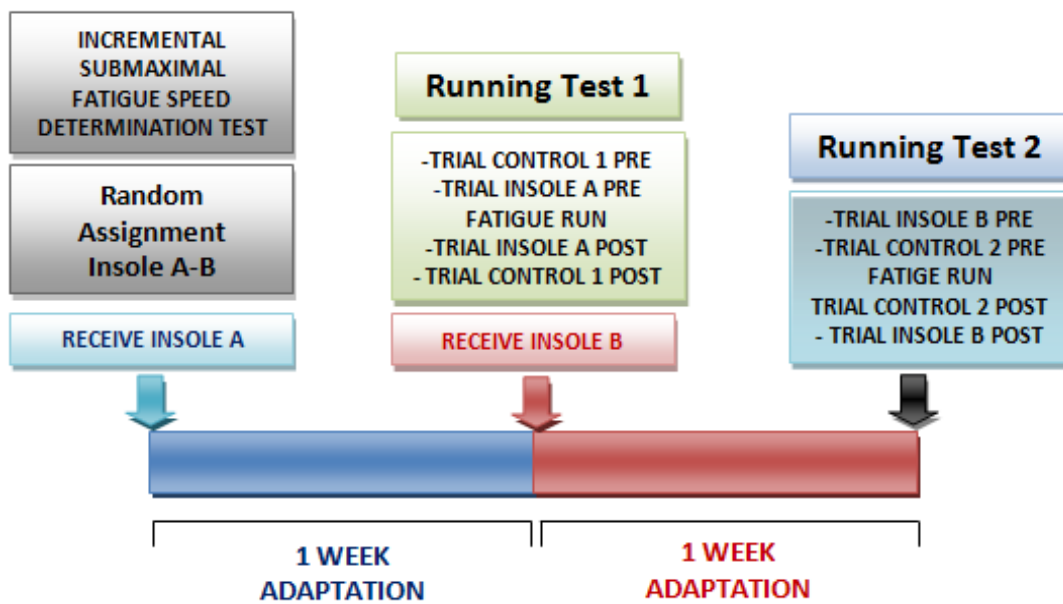 INCREMENTAL
SUBMAXIMAL
FATIGUE SPEED
DETERMINATION TEST
Random
Assignment
Insole A-B
RECEIVE INSOLE A
Running Test 1
-TRIAL CONTROL 1 PRE
-TRIAL INSOLE A PRE
FATIGUE RUN
-TRIAL INSOLE A POST
- TRIAL CONTROL 1 POST
RECEIVE INSOLE B
Running Test 2
-TRIAL INSOLE B PRE
-TRIAL CONTROL 2 PRE
FATIGE RUN
TRIAL CONTROL 2 POST
- TRIAL INSOLE B POST
1 WEEK
ADAPTATION
1 WEEK
ADAPTATION